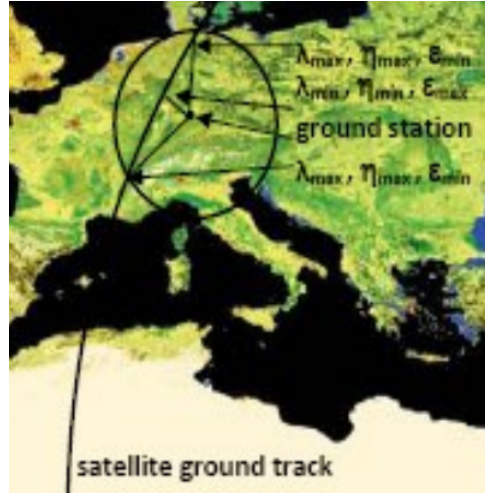 λmax , ηmax , εmin
λmin , ηmin , εmax
ground station
λmax , ηmax , εmin
satellite ground track